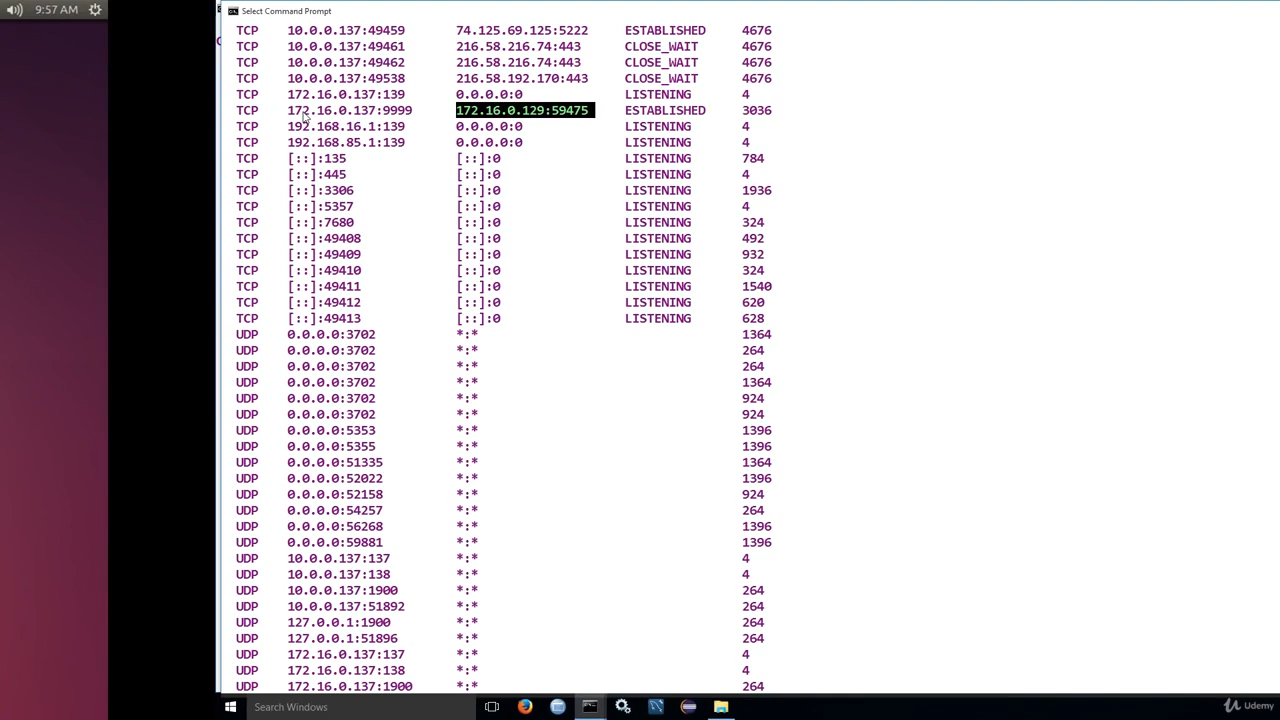 9:57 AM
Select Command Prompt
TCP 10.0.0.137:49459 74.125.69.125:5222 ESTABLISHED 4676
TCP 10.0.0.137:49461 216.58.216.74:443 CLOSE_WAIT 4676
TCP 10.0.0.137:49462 216.58.216.74:443 CLOSE_WAIT 4676
TCP 10.0.0.137:49538 216.58.192.170:443 CLOSE_WAIT 4676
TCP 172.16.0.137:139 0.0.0.0:0 LISTENING 4
TCP 172.16.0.137:9999 172.16.0.129:59475 ESTABLISHED 3036
TCP 192.168.16.1:139 0.0.0.0:0 LISTENING 4
TCP 192.168.85.1:139 0.0.0.0:0 LISTENING 4
TCP [::]:135 [::]:0 LISTENING 784
TCP [::]:445 [::]:0 LISTENING 4
TCP [::]:3306 [::]:0 LISTENING 1936
TCP [::]:5357 [::]:0 LISTENING 4
TCP [::]:7680 [::]:0 LISTENING 324
TCP [::]:49408 [::]:0 LISTENING 492
TCP [::]:49409 [::]:0 LISTENING 932
TCP [::]:49410 [::]:0 LISTENING 324
TCP [::]:49411 [::]:0 LISTENING 1540
TCP [::]:49412 [::]:0 LISTENING 620
TCP [::]:49413 [::]:0 LISTENING 628
UDP 0.0.0.0:3702 *:* 1364
UDP 0.0.0.0:3702 *:* 264
UDP 0.0.0.0:3702 *:* 264
UDP 0.0.0.0:3702 *:* 1364
UDP 0.0.0.0:3702 *:* 924
UDP 0.0.0.0:3702 *:* 924
UDP 0.0.0.0:5353 *:* 1396
UDP 0.0.0.0:5355 *:* 1396
UDP 0.0.0.0:51335 *:* 1364
UDP 0.0.0.0:52022 *:* 1396
UDP 0.0.0.0:52158 *:* 924
UDP 0.0.0.0:54257 *:* 264
UDP 0.0.0.0:56268 *:* 1396
UDP 0.0.0.0:59881 *:* 1396
UDP 10.0.0.137:137 *:* 4
UDP 10.0.0.137:138 *:* 4
UDP 10.0.0.137:1900 *:* 264
UDP 10.0.0.137:51892 *:* 264
UDP 127.0.0.1:1900 *:* 264
UDP 127.0.0.1:51896 *:* 264
UDP 172.16.0.137:137 *:* 4
UDP 172.16.0.137:138 *:* 4
UDP 172.16.0.137:1900 *:* 264
Search Windows
Udemy